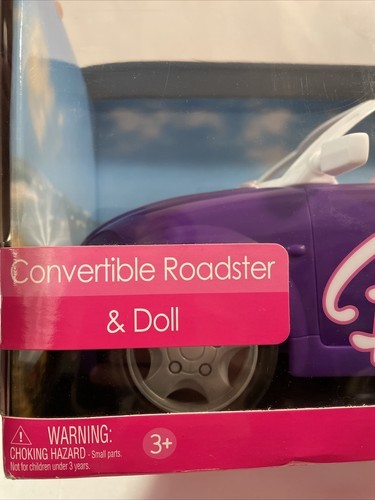 Convertible Roadster
& Doll
WARNING:
CHOKING HAZARD - Small parts.
Not for children under 3 years.
3+